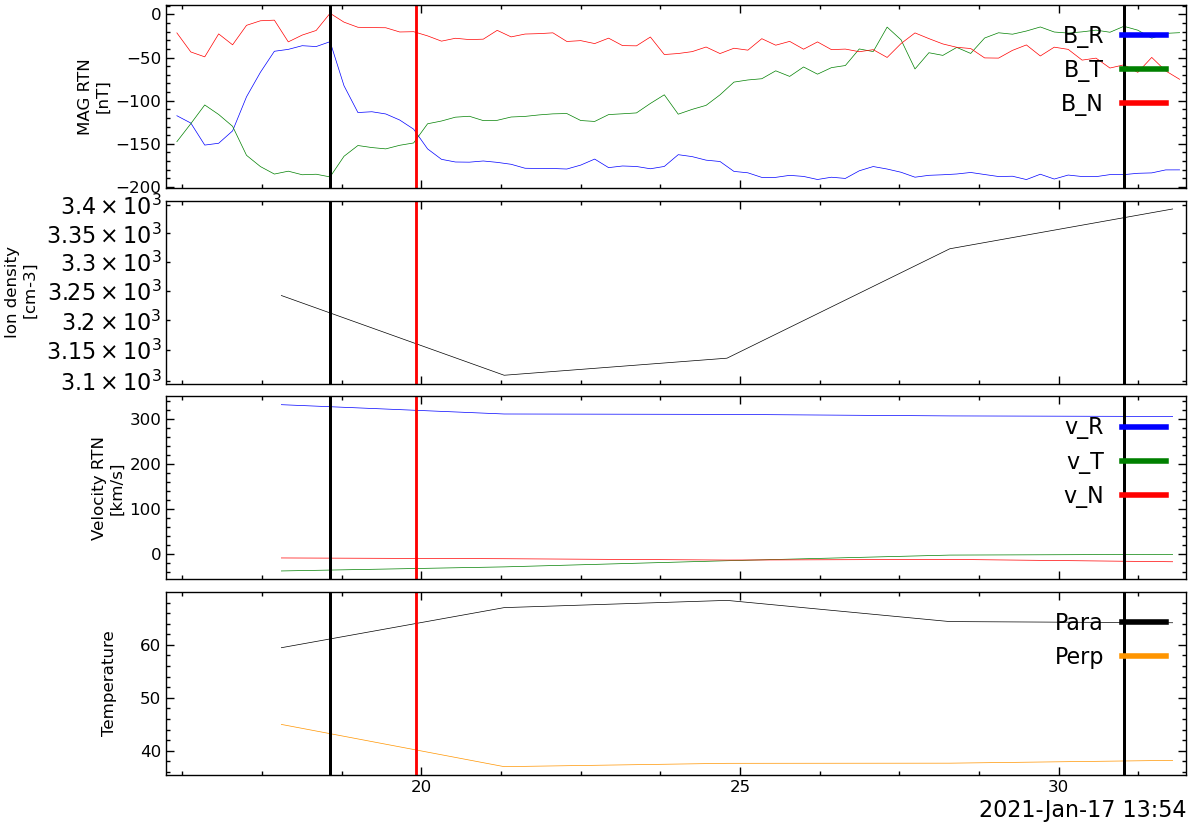 0
−50
−100
−150
−200
MAG RTN
[nT]
B_R
B_T
B_N
3.4 × 10³
3.35 × 10³
3.3 × 10³
3.25 × 10³
3.2 × 10³
3.15 × 10³
3.1 × 10³
Ion density
[cm-3]
300
200
100
0
Velocity RTN
[km/s]
v_R
v_T
v_N
60
50
40
Temperature
Para
Perp
20 25 30
2021-Jan-17 13:54